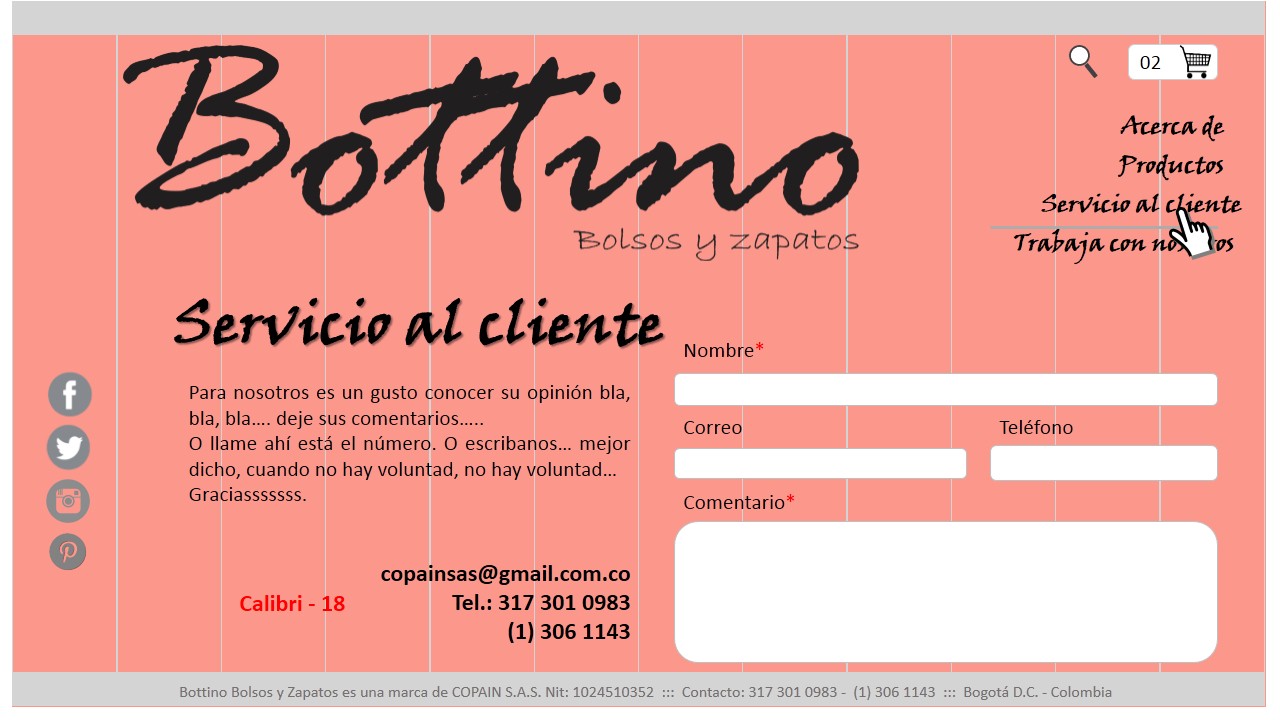 Bottino
Bolsos y zapatos
02
Acerca de
Productos
Servicio al cliente
Trabaja con nos os
Servicio al cliente
Para nosotros es un gusto conocer su opinión bla,
bla, bla…. deje sus comentarios…..
O llame ahí está el número. O escribanos… mejor
dicho, cuando no hay voluntad, no hay voluntad…
Graciasssssss.
copainsas@gmail.com.co
Calibri - 18
Tel.: 317 301 0983
(1) 306 1143
Nombre*
Correo
Teléfono
Comentario*
Bottino Bolsos y Zapatos es una marca de COPAIN S.A.S. Nit: 1024510352 ::: Contacto: 317 301 0983 - (1) 306 1143 ::: Bogotá D.C. - Colombia